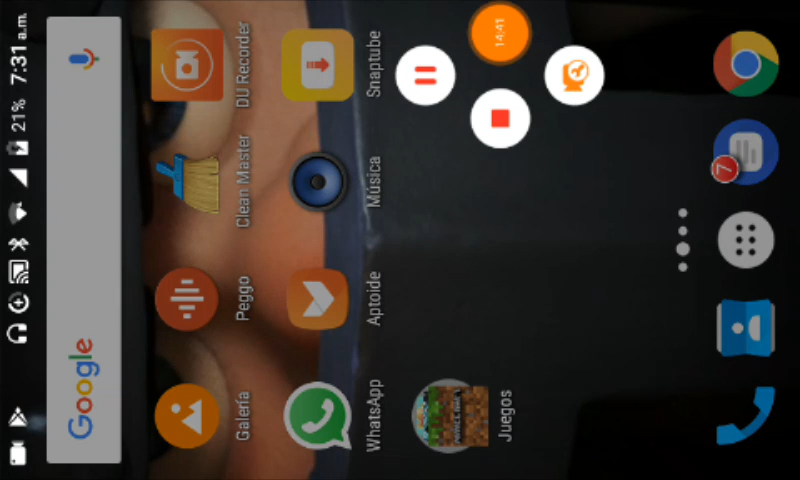 21% 7:31 a.m.
Google
14:41
Galería
Peggo
Clean Master
DU Recorder
WhatsApp
Aptoide
Música
Snaptube
Juegos
7